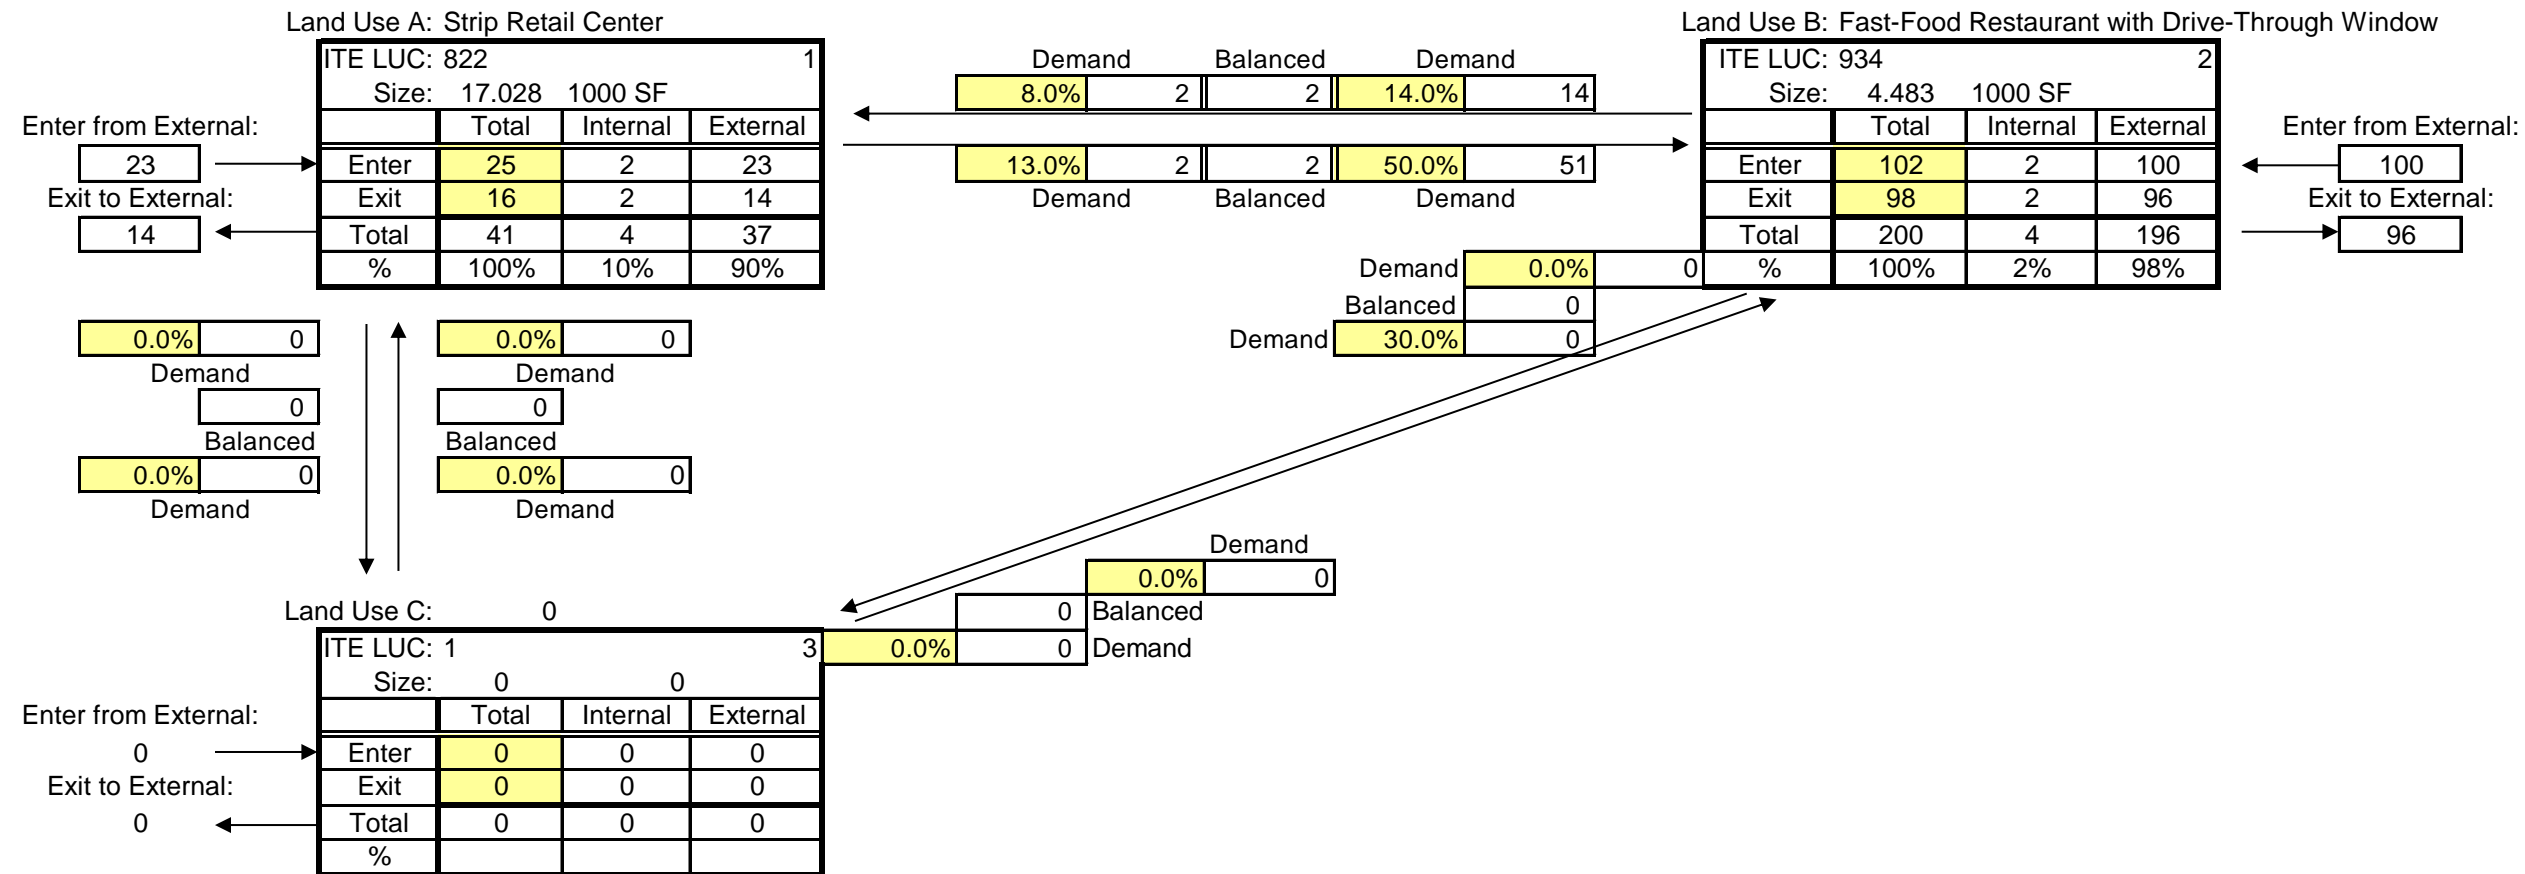 Land Use A: Strip Retail Center Land Use B: Fast-Food Restaurant with Drive-Through Window
ITE LUC: 822 1 Demand Balanced Demand ITE LUC: 934 2
Size: 17.028 1000 SF 8.0% 2 2 14.0% 14 Size: 4.483 1000 SF
Enter from External: Total Internal External Total Internal External Enter from External:
23 Enter 25 2 23 13.0% 2 2 50.0% 51 Enter 102 2 100 100
Exit to External: Exit 16 2 14 Demand Balanced Demand Exit 98 2 96 Exit to External:
14 Total 41 4 37 Total 200 4 196 96
% 100% 10% 90% Demand 0.0% 0 % 100% 2% 98%
Balanced 0
0.0% 0 0.0% 0 Demand 30.0% 0
Demand Demand
0 0
Balanced Balanced
0.0% 0 0.0% 0
Demand Demand
Demand
0.0% 0
Land Use C: 0 0 Balanced
ITE LUC: 1 3 0.0% 0 Demand
Size: 0 0
Enter from External: Total Internal External
0 Enter 0 0 0
Exit to External: Exit 0 0 0
0 Total 0 0 0
%